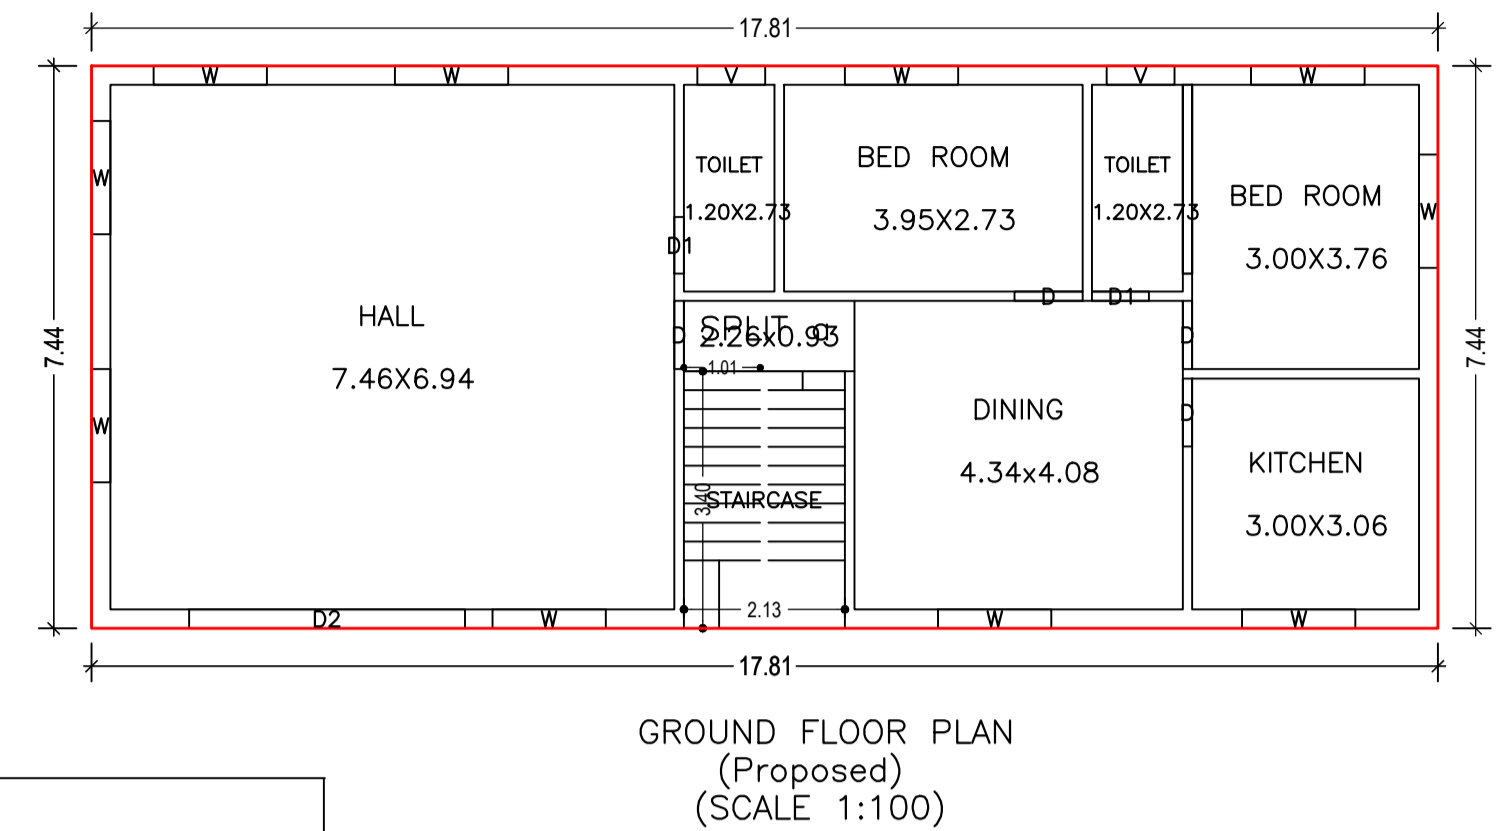 17.81
W
W
V
W
V
W
7.44
7.44
W
TOILET
1.20X2.73
BED ROOM
3.95X2.73
TOILET
1.20X2.73
BED ROOM
3.00X3.76
W
D1
D
D1
HALL
7.46X6.94
D
SPLIT a
2.26x0.93
D
1.01
W
DINING
4.34x4.08
D
KITCHEN
3.00X3.06
STAIRCASE
3.40
2.13
D2
W
W
W
17.81
GROUND FLOOR PLAN
(Proposed)
(SCALE 1:100)